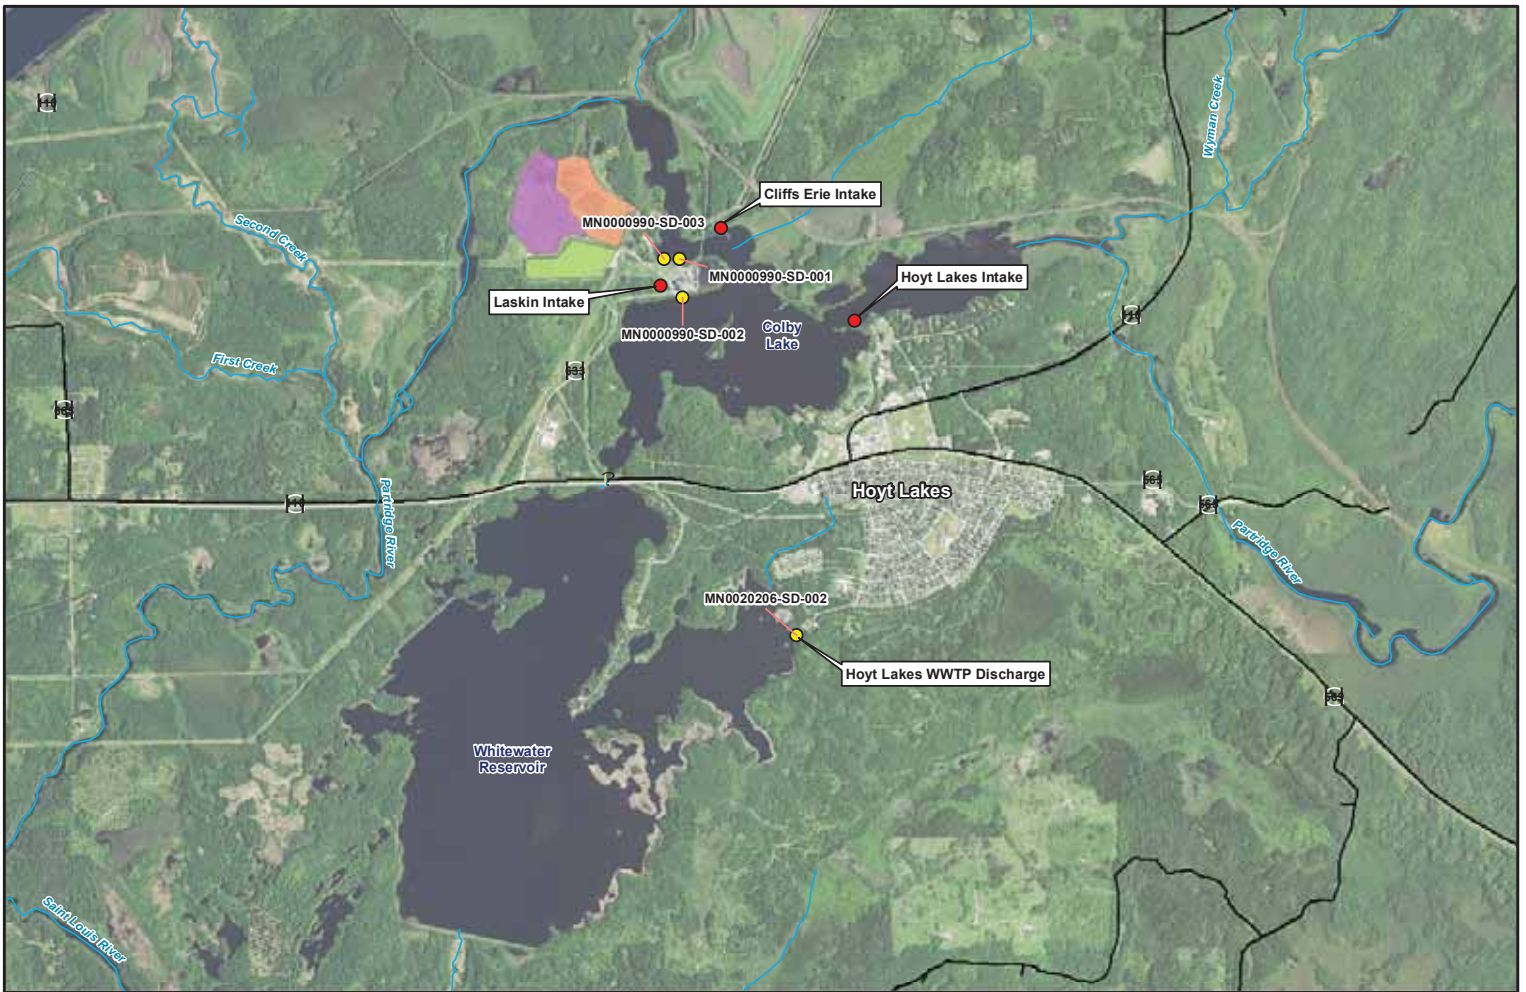 Wyman Creek
Cliffs Erie Intake
MN0000990-SD-003
Second Creek
MN0000990-SD-001
Hoyt Lakes Intake
Laskin Intake
MN0000990-SD-002
Colby
Lake
First Creek
Hoyt Lakes
Partridge River
Partridge River
MN0020206-SD-002
Hoyt Lakes WWTP Discharge
Whitewater
Reservoir
Saint Louis River